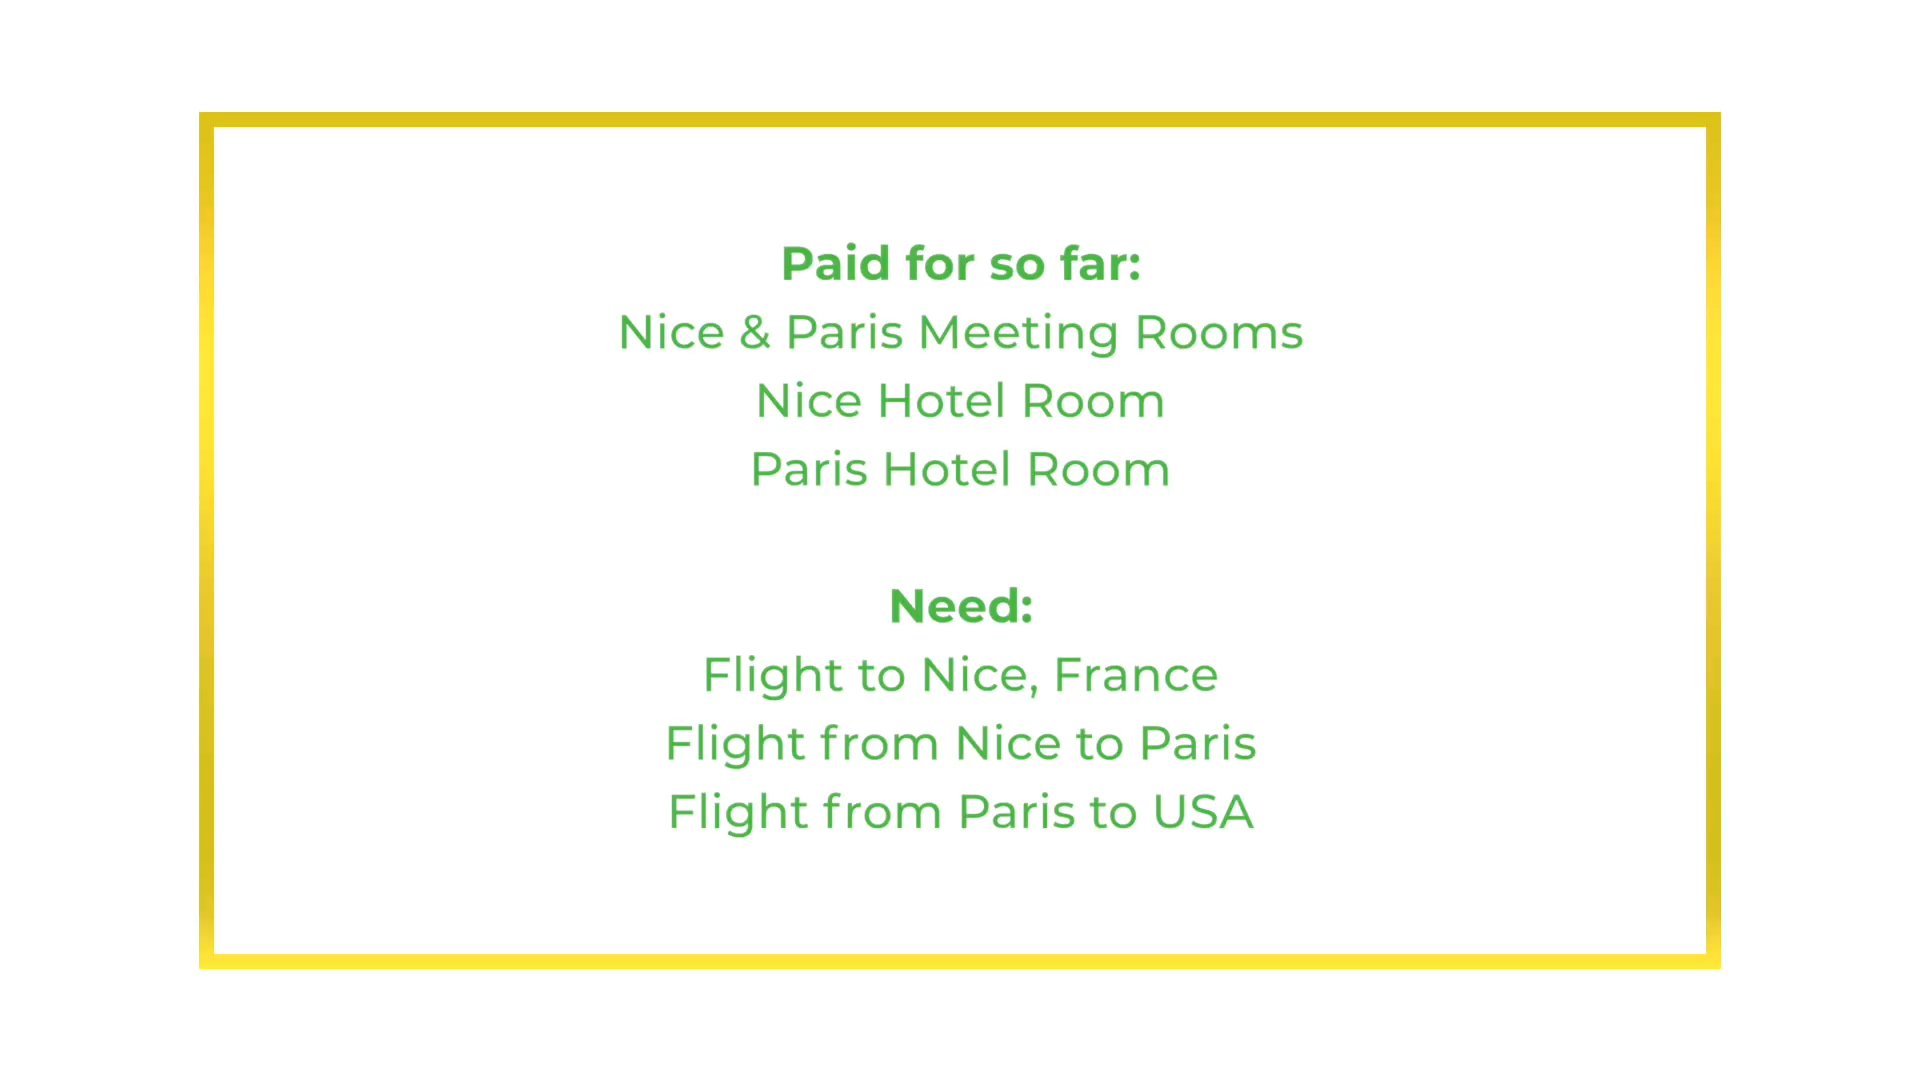 Paid for so far:
Nice & Paris Meeting Rooms
Nice Hotel Room
Paris Hotel Room
Need:
Flight to Nice, France
Flight from Nice to Paris
Flight from Paris to USA